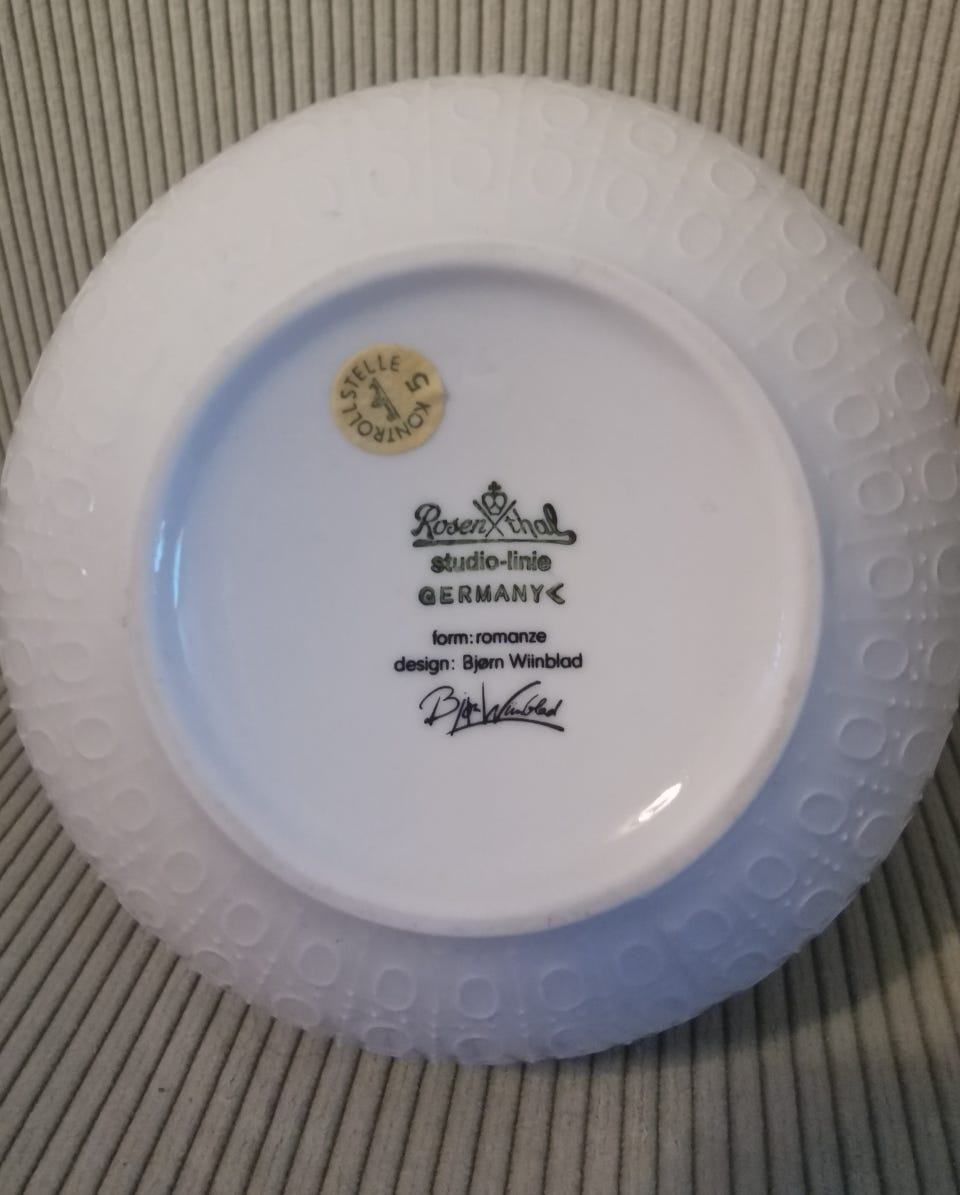 KONTROLLSTELLE 5
Rosenthal
studio-linie
GERMANY
form: romanze
design: Bjørn Wiinblad
Bjørn Wiinblad